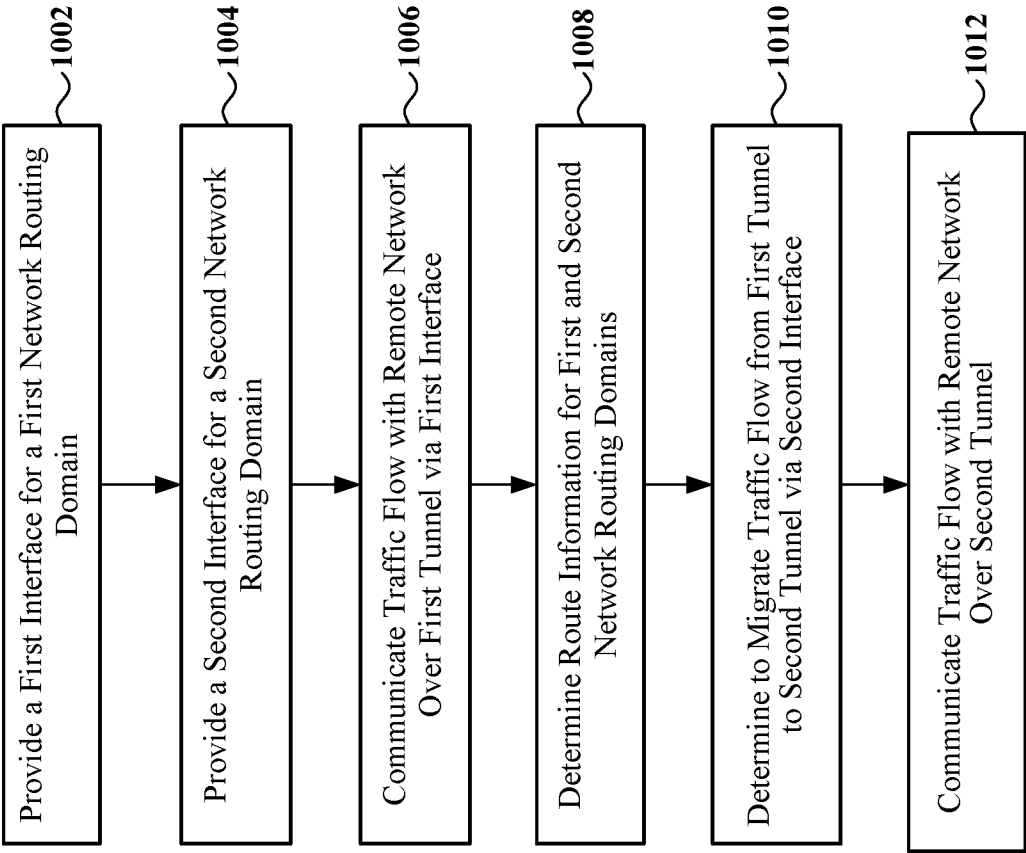 Provide a First Interface for a First Network Routing
Domain
1002
Provide a Second Interface for a Second Network
Routing Domain
1004
Communicate Traffic Flow with Remote Network
Over First Tunnel via First Interface
1006
Determine Route Information for First and Second
Network Routing Domains
1008
Determine to Migrate Traffic Flow from First Tunnel
to Second Tunnel via Second Interface
1010
Communicate Traffic Flow with Remote Network
Over Second Tunnel
1012